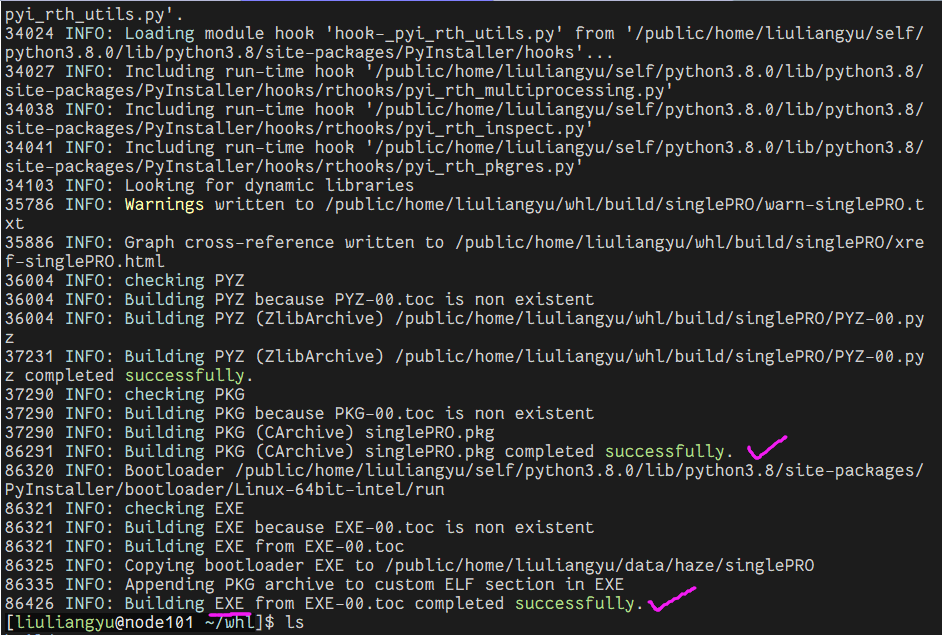 pyi_rth_utils.py'.
34024 INFO: Loading module hook 'hook-_pyi_rth_utils.py' from '/public/home/liuliangyu/self/
python3.8.0/lib/python3.8/site-packages/PyInstaller/hooks'...
34027 INFO: Including run-time hook '/public/home/liuliangyu/self/python3.8.0/lib/python3.8/
site-packages/PyInstaller/hooks/rthooks/pyi_rth_multiprocessing.py'
34038 INFO: Including run-time hook '/public/home/liuliangyu/self/python3.8.0/lib/python3.8/
site-packages/PyInstaller/hooks/rthooks/pyi_rth_inspect.py'
34041 INFO: Including run-time hook '/public/home/liuliangyu/self/python3.8.0/lib/python3.8/
site-packages/PyInstaller/hooks/rthooks/pyi_rth_pkgres.py'
34103 INFO: Looking for dynamic libraries
35786 INFO: Warnings written to /public/home/liuliangyu/whl/build/singlePRO/warn-singlePRO.t
xt
35886 INFO: Graph cross-reference written to /public/home/liuliangyu/whl/build/singlePRO/xre
f-singlePRO.html
36004 INFO: checking PYZ
36004 INFO: Building PYZ because PYZ-00.toc is non existent
36004 INFO: Building PYZ (ZlibArchive) /public/home/liuliangyu/whl/build/singlePRO/PYZ-00.py
z
37231 INFO: Building PYZ (ZlibArchive) /public/home/liuliangyu/whl/build/singlePRO/PYZ-00.py
z completed successfully.
37290 INFO: checking PKG
37290 INFO: Building PKG because PKG-00.toc is non existent
37290 INFO: Building PKG (CArchive) singlePRO.pkg
86291 INFO: Building PKG (CArchive) singlePRO.pkg completed successfully.
86320 INFO: Bootloader /public/home/liuliangyu/self/python3.8.0/lib/python3.8/site-packages/
PyInstaller/bootloader/Linux-64bit-intel/run
86321 INFO: checking EXE
86321 INFO: Building EXE because EXE-00.toc is non existent
86321 INFO: Building EXE from EXE-00.toc
86325 INFO: Copying bootloader EXE to /public/home/liuliangyu/data/haze/singlePRO
86335 INFO: Appending PKG archive to custom ELF section in EXE
86426 INFO: Building EXE from EXE-00.toc completed successfully.
[liuliangyu@node101 ~/whl]$ ls